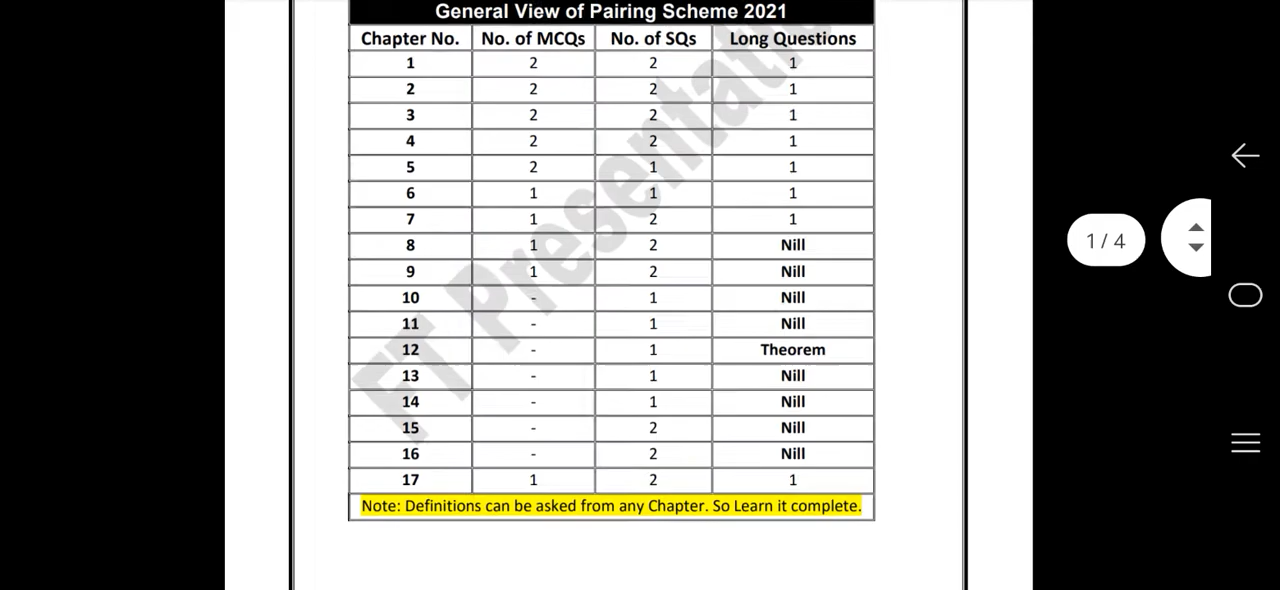 General View of Pairing Scheme 2021
Chapter No. No. of MCQs No. of SQs Long Questions
1 2 2 1
2 2 2 1
3 2 2 1
4 2 2 1
5 2 1 1
6 1 1 1
7 1 2 1
8 1 2 Nill
9 1 2 Nill
10 - 1 Nill
11 - 1 Nill
12 - 1 Theorem
13 - 1 Nill
14 - 1 Nill
15 - 2 Nill
16 - 2 Nill
17 1 2 1
Note: Definitions can be asked from any Chapter. So Learn it complete.
1 / 4